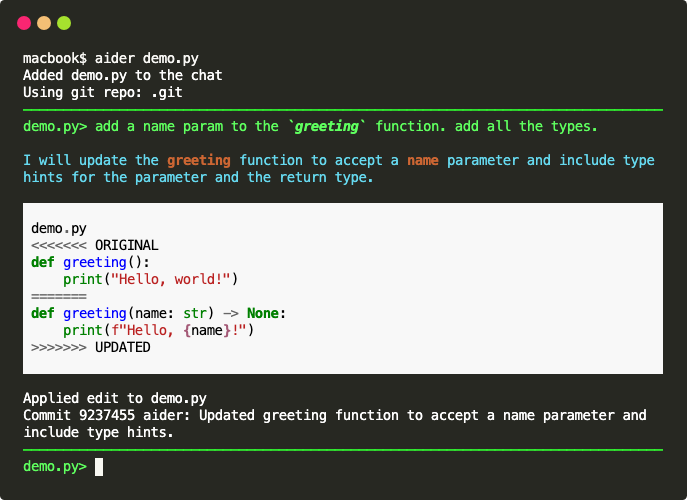 macbook$ aider demo.py
Added demo.py to the chat
Using git repo: .git
demo.py> add a name param to the `greeting` function. add all the types.
I will update the greeting function to accept a name parameter and include type
hints for the parameter and the return type.
demo.py
<<<<<<< ORIGINAL
def greeting():
    print("Hello, world!")
=======
def greeting(name: str) -> None:
    print(f"Hello, {name}!")
>>>>>>> UPDATED
Applied edit to demo.py
Commit 9237455 aider: Updated greeting function to accept a name parameter and
include type hints.
demo.py>